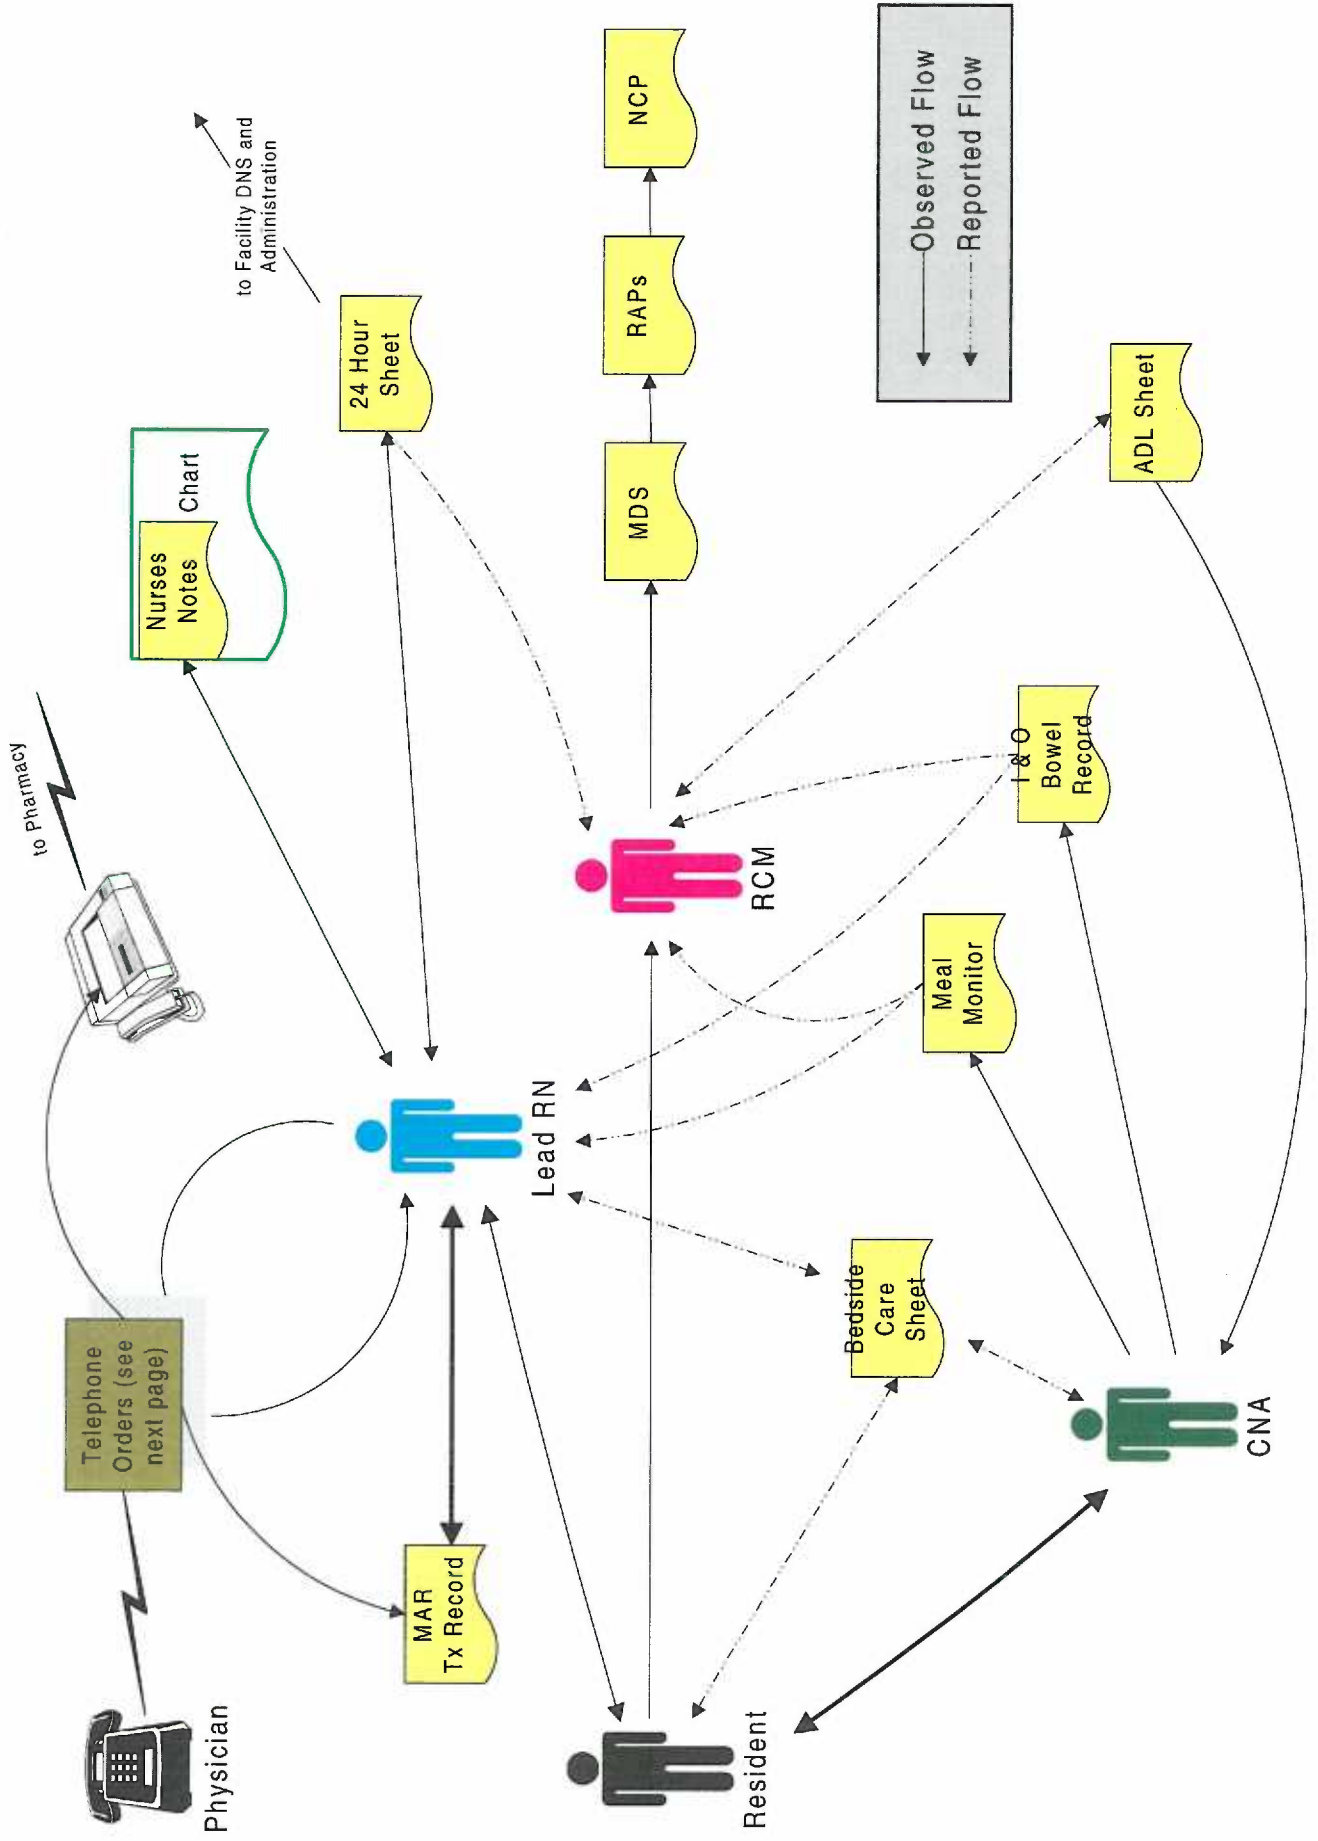 Physician
Telephone
Orders (see
next page)
to Pharmacy
Nurses
Notes
Chart
to Facility DNS and
Administration
24 Hour
Sheet
MAR
Tx Record
Lead RN
Resident
RCM
MDS
RAPs
NCP
Bedside
Care
Sheet
Meal
Monitor
I & O
Bowel
Record
ADL Sheet
CNA
Observed Flow
Reported Flow